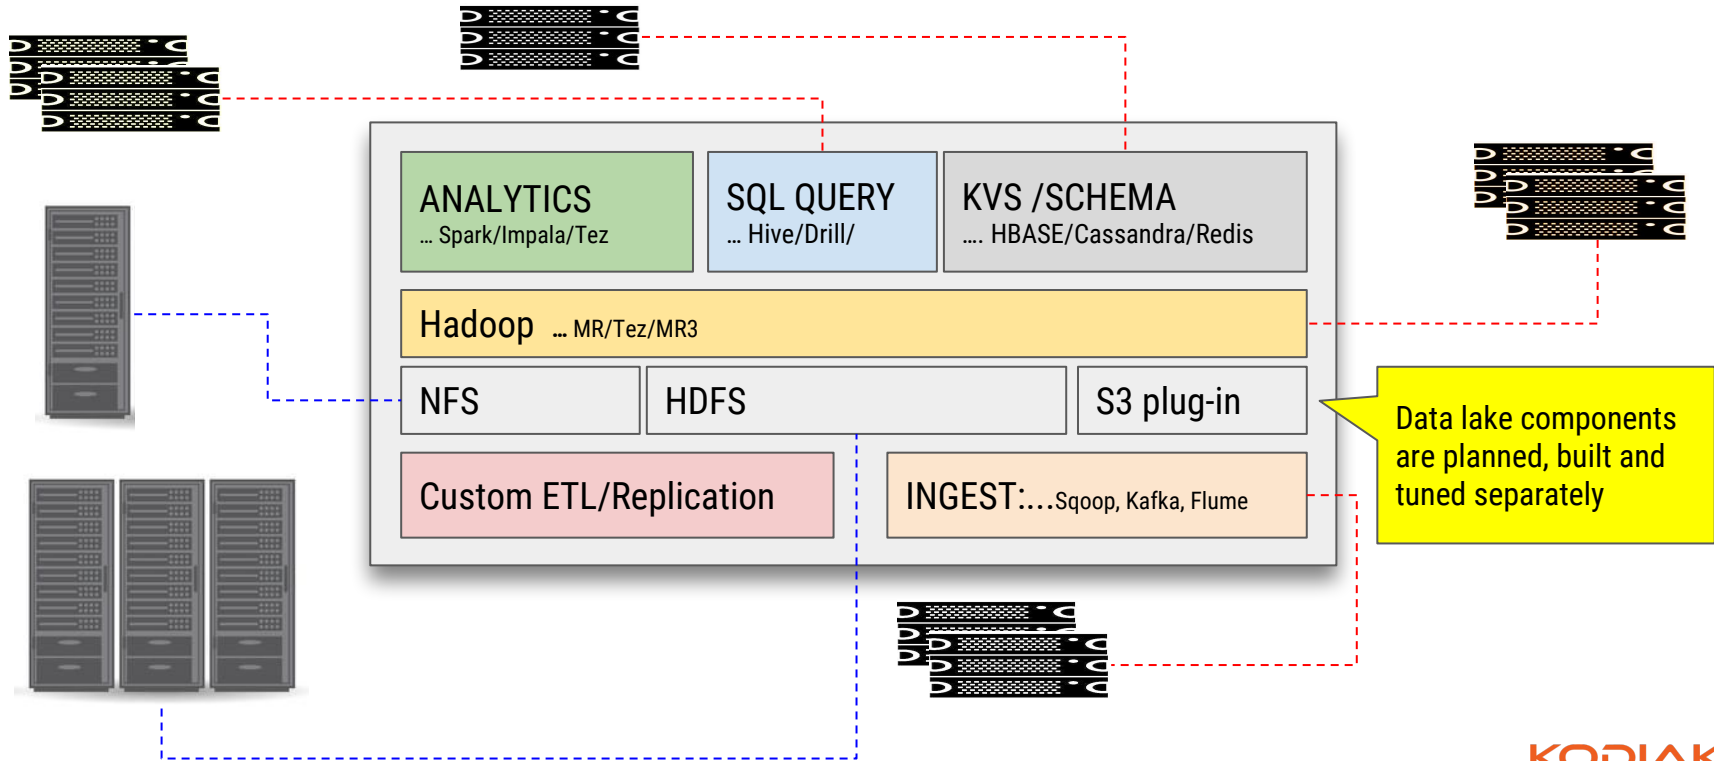 ANALYTICS
… Spark/Impala/Tez
SQL QUERY
… Hive/Drill/
KVS /SCHEMA
…. HBASE/Cassandra/Redis
Hadoop … MR/Tez/MR3
NFS
HDFS
S3 plug-in
Data lake components
are planned, built and
tuned separately
Custom ETL/Replication
INGEST:....Sqoop, Kafka, Flume
KODIAK